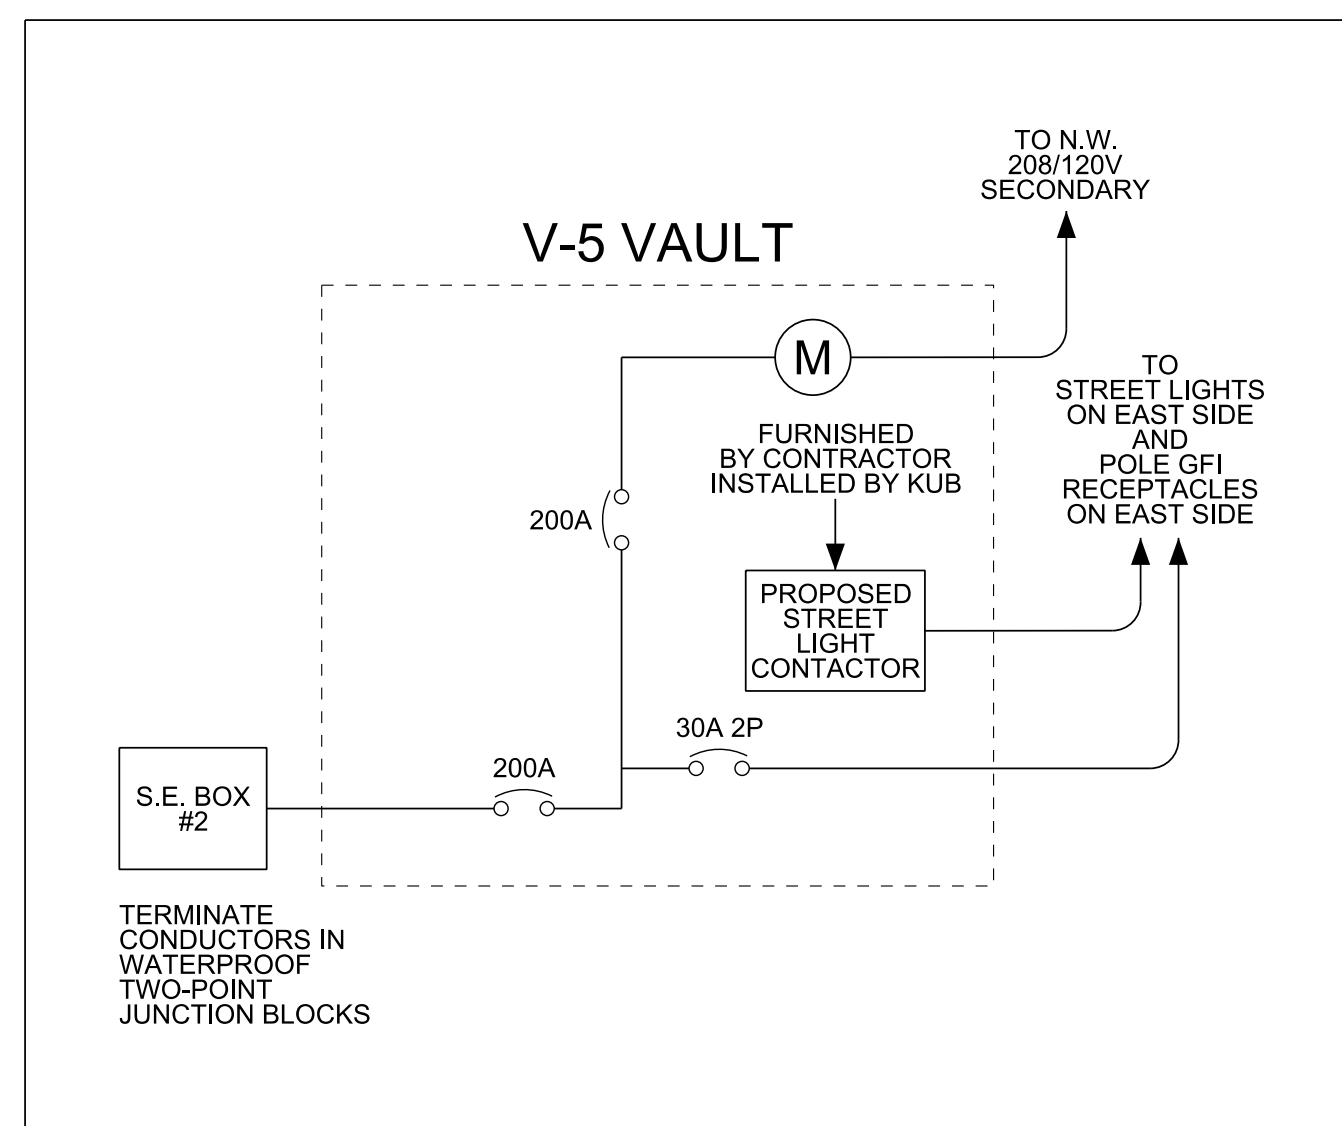 TO N.W.
208/120V
SECONDARY
V-5 VAULT
M
TO
STREET LIGHTS
ON EAST SIDE
AND
POLE GFI
RECEPTACLES
ON EAST SIDE
FURNISHED
BY CONTRACTOR
INSTALLED BY KUB
200A
PROPOSED
STREET
LIGHT
CONTACTOR
30A 2P
200A
S.E. BOX
#2
TERMINATE
CONDUCTORS IN
WATERPROOF
TWO-POINT
JUNCTION BLOCKS